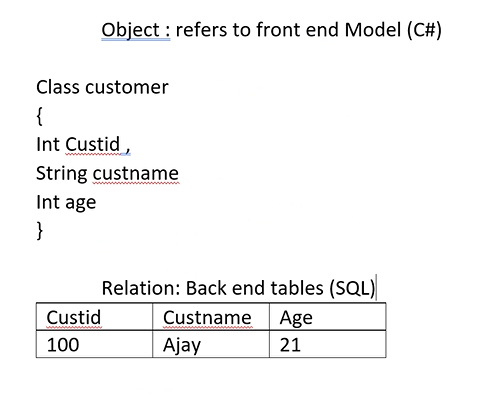 Object : refers to front end Model (C#)
Class customer
{
Int Custid ,
String custname
Int age
}
Relation: Back end tables (SQL)
Custid Custname Age
100 Ajay 21